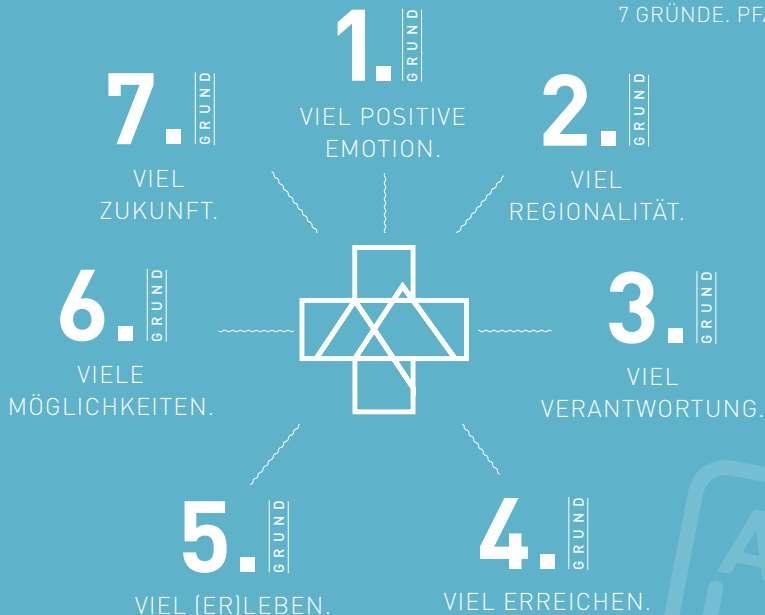 7 GRÜNDE.
1. GRUND
VIEL POSITIVE
EMOTION.
2. GRUND
VIEL
REGIONALITÄT.
3. GRUND
VIEL
VERANTWORTUNG.
4. GRUND
VIEL ERREICHEN.
5. GRUND
VIEL (ER)LEBEN.
6. GRUND
VIELE
MÖGLICHKEITEN.
7. GRUND
VIEL
ZUKUNFT.